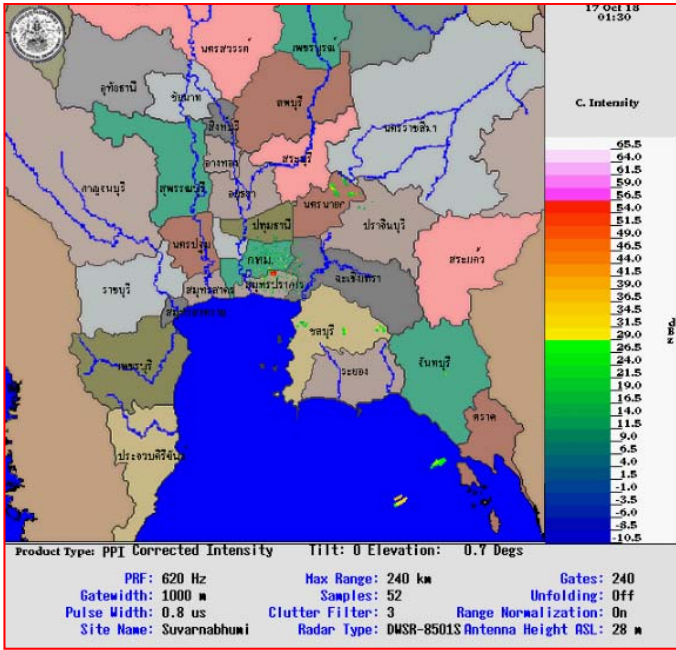 17 Oct 18
01:30
นครสวรรค์
เพชรบูรณ์
อุทัยธานี
ชัยนาท
ลพบุรี
สิงห์บุรี
นครราชสีมา
อ่างทอง
สระบุรี
กาญจนบุรี
สุพรรณบุรี
อยุธยา
นครนายก
ปราจีนบุรี
นครปฐม
ปทุมธานี
กทม.
สระแก้ว
ราชบุรี
สมุทรสาคร
สมุทรปราการ
ฉะเชิงเทรา
ชลบุรี
เพชรบุรี
ระยอง
จันทบุรี
ตราด
ประจวบคีรีขันธ์
C. Intensity
65.5
64.0
61.5
59.0
56.5
54.0
51.5
49.0
46.5
44.0
41.5
39.0
36.5
34.0
31.5
29.0
26.5
24.0
21.5
19.0
16.5
14.0
11.5
9.0
6.5
4.0
1.5
-1.0
-3.5
-6.0
-8.5
-10.5
Product Type: PPI Corrected Intensity Tilt: 0 Elevation: 0.7 Degs
PRF: 620 Hz Max Range: 240 km Gates: 240
Gatewidth: 1000 m Samples: 52 Unfolding: Off
Pulse Width: 0.8 us Clutter Filter: 3 Range Normalization: On
Site Name: Suvarnabhumi Radar Type: DWSR-8501S Antenna Height ASL: 28 m